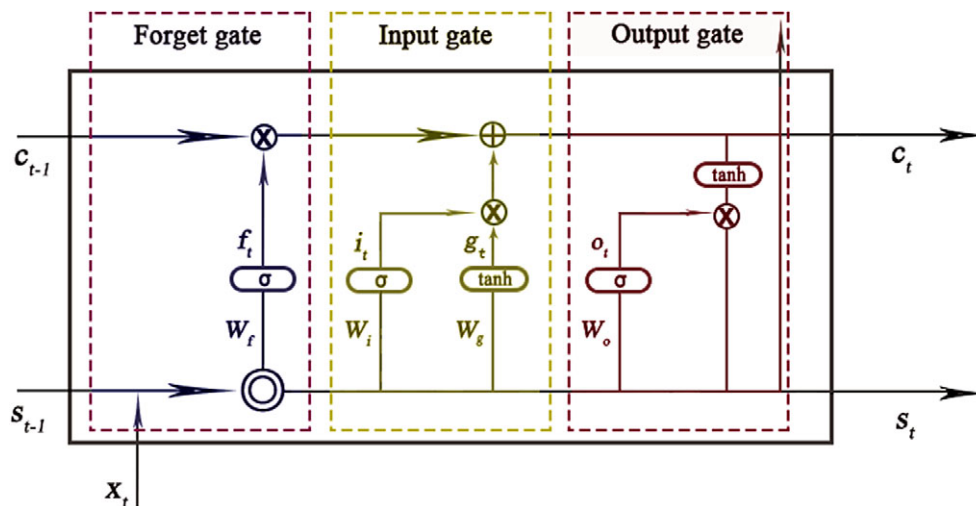 Forget gate
Input gate
Output gate
c_{t-1}
c_t
tanh
f_t
i_t
g_t
o_t
σ
σ
tanh
σ
W_f
W_i
W_g
W_o
s_{t-1}
s_t
x_t